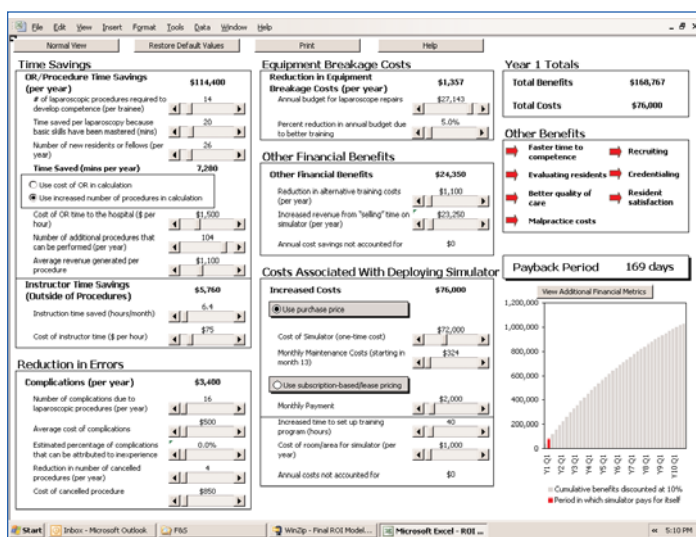 File Edit View Insert Format Tools Data Window Help
Normal View Restore Default Values Print Help
Time Savings
OR/Procedure Time Savings $114,400
(per year)
# of laparoscopic procedures required to 14
develop competence (per trainee)
Time saved per laparoscopy because 20
basic skills have been mastered (mins)
Number of new residents or fellows (per 26
year)
Time Saved (mins per year) 7,280
Use cost of OR in calculation
Use increased number of procedures in calculation
Cost of OR time to the hospital ($ per $1,500
hour)
Number of additional procedures that 104
can be performed (per year)
Average revenue generated per $1,100
procedure
Instructor Time Savings $5,760
(Outside of Procedures)
Instruction time saved (hours/month) 6.4
Cost of instructor time ($ per hour) $75
Reduction in Errors
Complications (per year) $3,400
Number of complications due to 16
laparoscopic procedures (per year)
Average cost of complications $500
Estimated percentage of complications 0.0%
that can be attributed to inexperience
Reduction in number of cancelled 4
procedures (per year)
Cost of cancelled procedure $850
Equipment Breakage Costs
Reduction in Equipment $1,357
Breakage Costs (per year)
Annual budget for laparoscope repairs $27,143
Percent reduction in annual budget due 5.0%
to better training
Other Financial Benefits
Other Financial Benefits $24,350
Reduction in alternative training costs $1,100
(per year)
Increased revenue from "selling" time on $23,250
simulator (per year)
Annual cost savings not accounted for $0
Costs Associated With Deploying Simulator
Increased Costs $76,000
Use purchase price
Cost of Simulator (one-time cost) $72,000
Monthly Maintenance Costs (starting in $324
month 13)
Use subscription-based/lease pricing
Monthly Payment $2,000
Increased time to set up training 40
program (hours)
Cost of room/area for simulator (per $1,000
year)
Annual costs not accounted for $0
Year 1 Totals
Total Benefits $168,767
Total Costs $76,000
Other Benefits
Faster time to
competence
Recruiting
Evaluating residents
Credentialing
Better quality of
care
Resident
satisfaction
Malpractice costs
Payback Period 169 days
View Additional Financial Metrics
1,200,000
1,000,000
800,000
600,000
400,000
200,000
0
Y1 Q1 Y2 Q1 Y3 Q1 Y4 Q1 Y5 Q1 Y6 Q1 Y7 Q1 Y8 Q1 Y9 Q1 Y10 Q1
Cumulative benefits discounted at 10%
Period in which simulator pays for itself
Start Inbox - Microsoft Outlook F&S WinZip - Final ROI Model... Microsoft Excel - ROI ... 5:10 PM